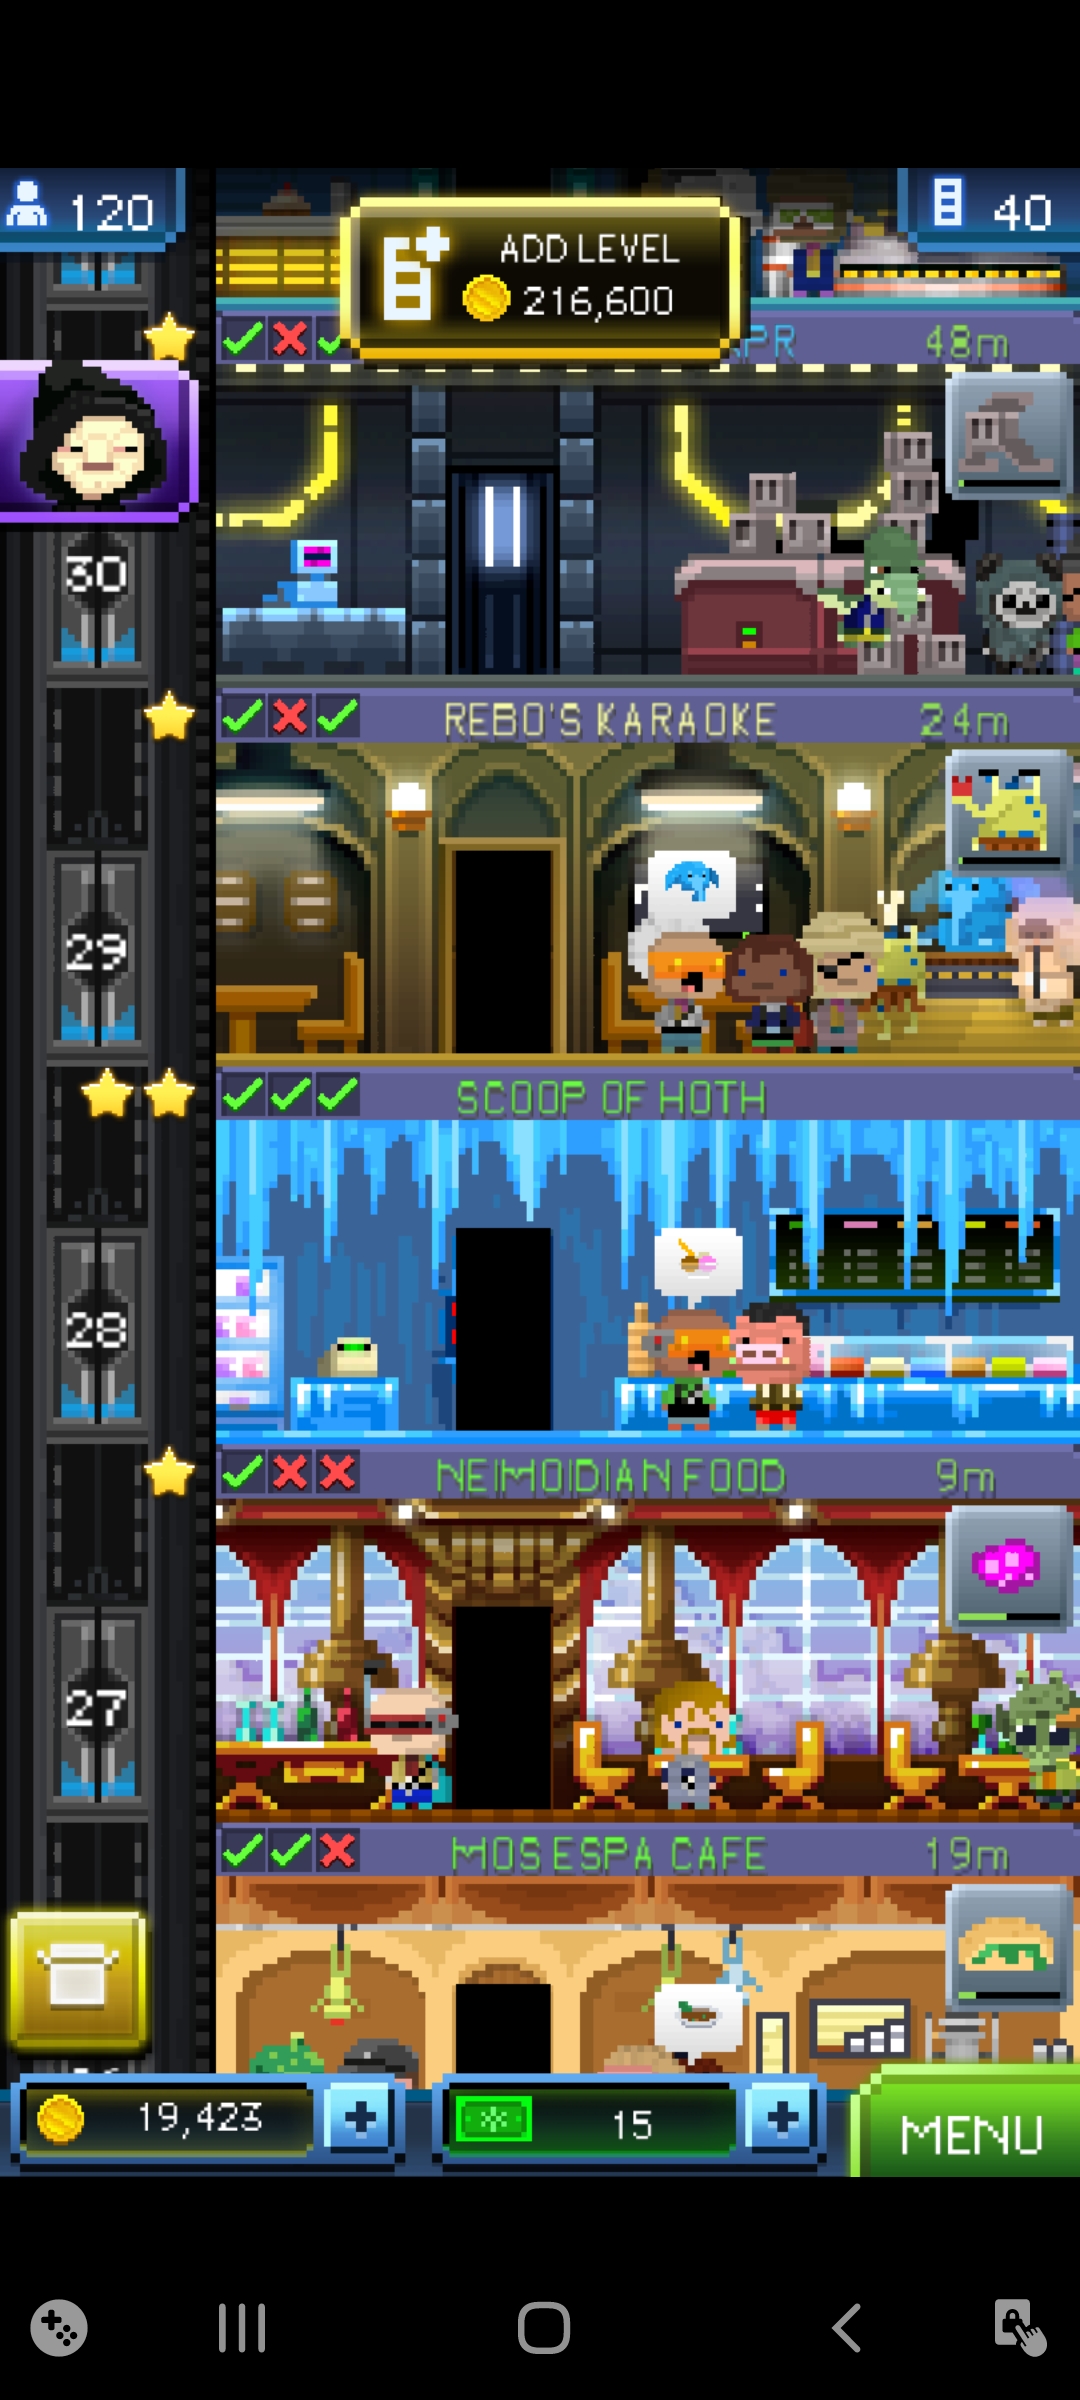 120
ADD LEVEL
216,600
40
48m
30
REBO'S KARAOKE
24m
29
SCOOP OF HOTH
28
NEIMOIDIAN FOOD
9m
27
MOS ESPA CAFE
19m
19,423
15
MENU